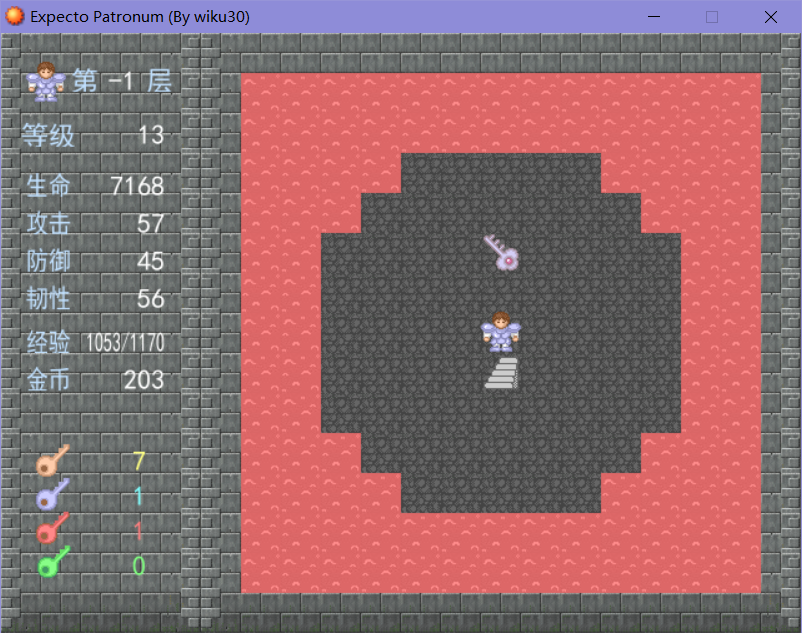 Expecto Patronum (By wiku30)
第 -1 层
等级 13
生命 7168
攻击 57
防御 45
韧性 56
经验 1053/1170
金币 203
7
1
1
0